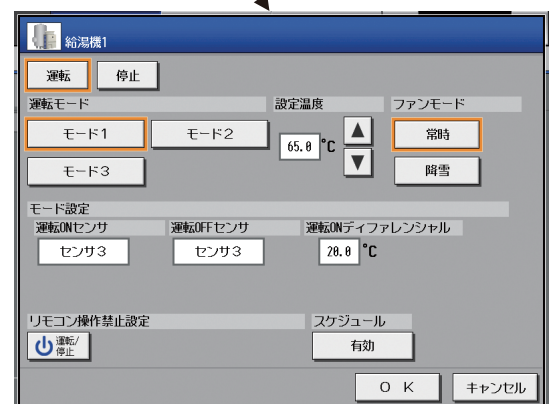 給湯機1
運転 停止
運転モード 設定温度 ファンモード
モード1 モード2 65.0 °C 常時
モード3 降雪
モード設定
運転ONセンサ 運転OFFセンサ 運転ONディファレンシャル
センサ3 センサ3 20.0 °C
リモコン操作禁止設定 スケジュール
運転/停止 有効
OK キャンセル